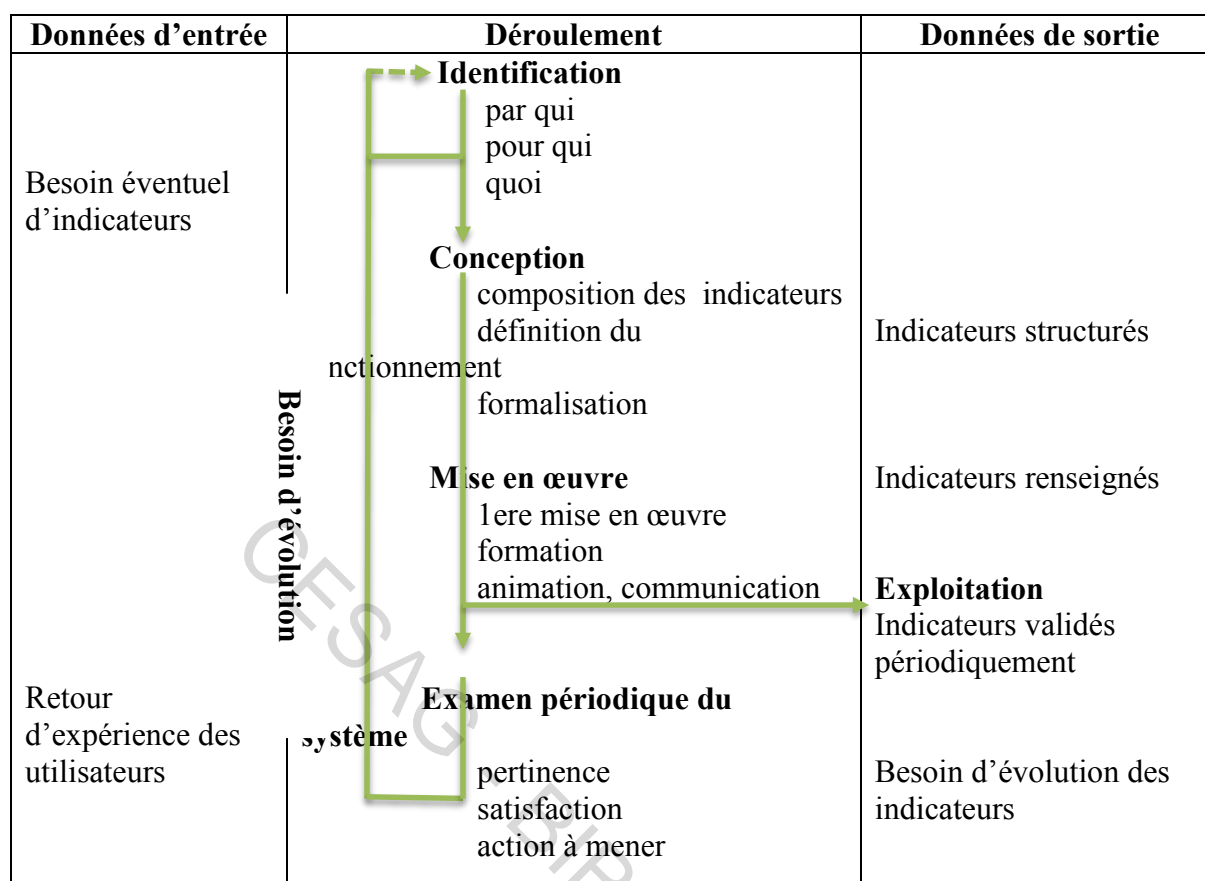 Données d'entrée
Déroulement
Données de sortie
Identification
par qui
pour qui
quoi
Besoin éventuel
d'indicateurs
Conception
composition des indicateurs
définition du
nctionnement
formalisation
Indicateurs structurés
Besoin d'évolution
Mise en œuvre
1ere mise en œuvre
formation
animation, communication
Indicateurs renseignés
Exploitation
Indicateurs validés
périodiquement
Retour
d'expérience des
utilisateurs
Examen périodique du
système
pertinence
satisfaction
action à mener
Besoin d'évolution des
indicateurs
CESAG - BIB